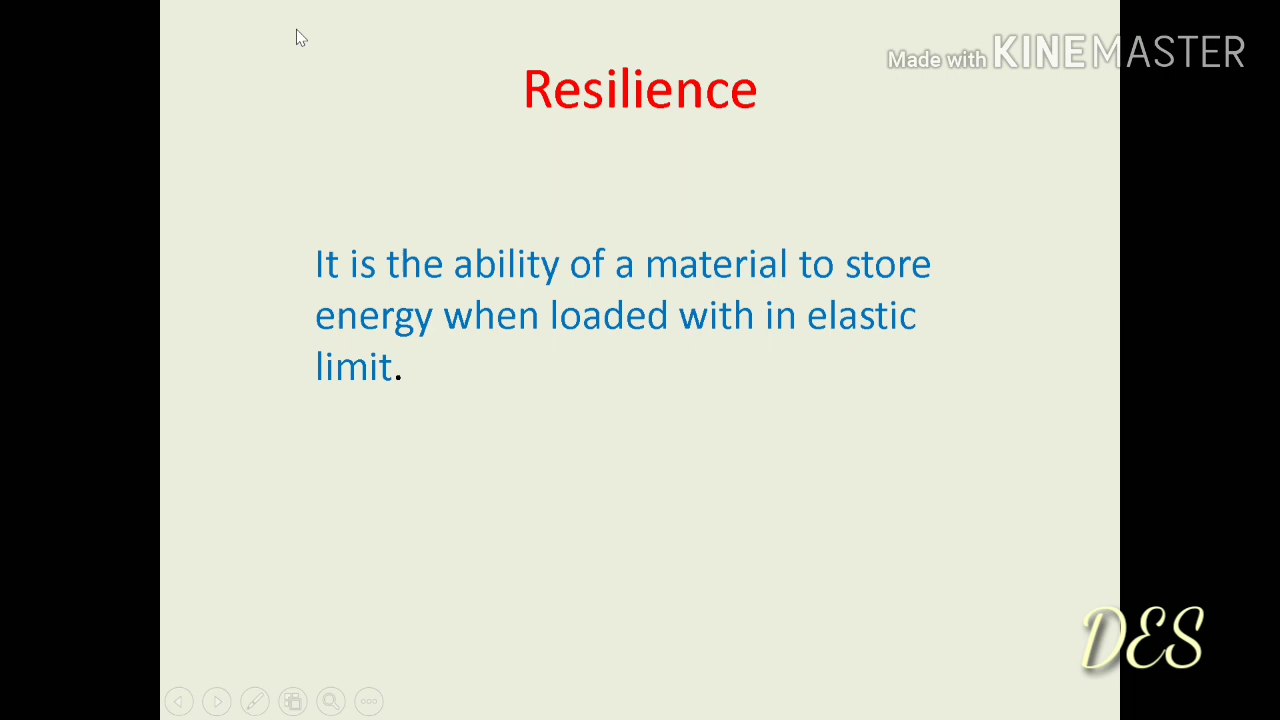 Made with KINEMASTER
Resilience
It is the ability of a material to store
energy when loaded with in elastic
limit.
DES